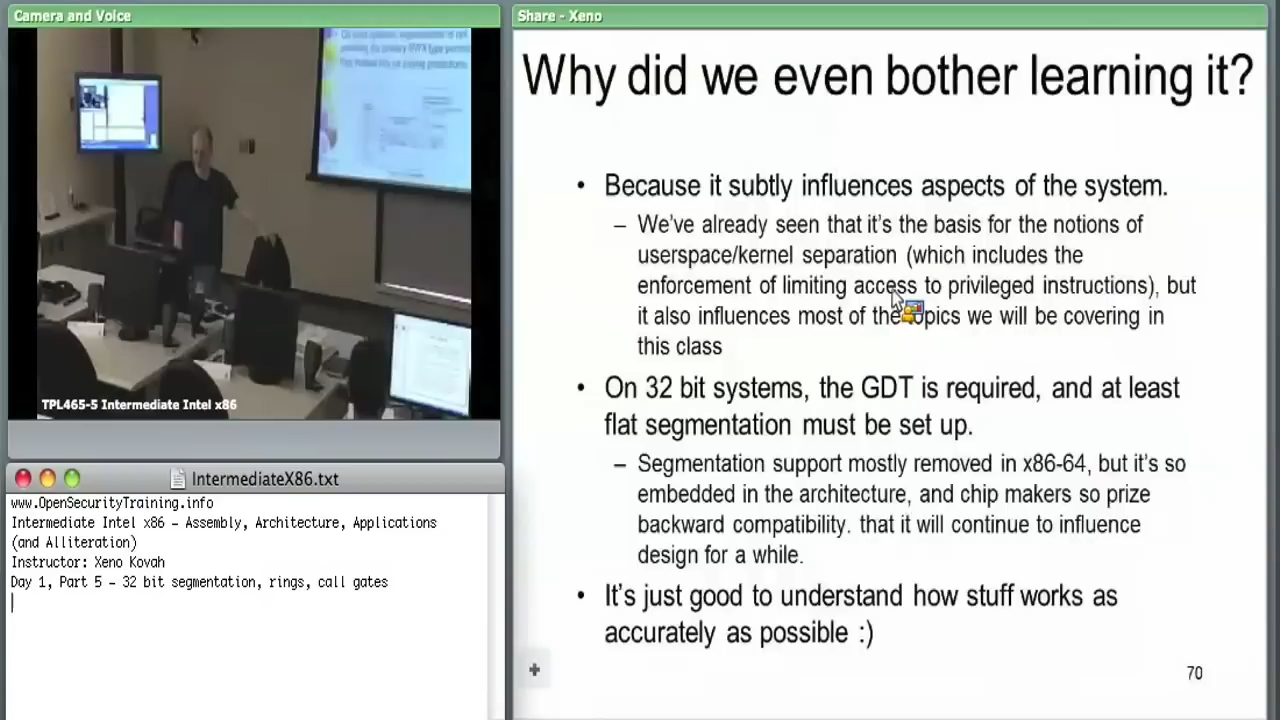 Camera and Voice
TPL465-5 Intermediate Intel x86
IntermediateX86.txt
www.OpenSecurityTraining.info
Intermediate Intel x86 – Assembly, Architecture, Applications
(and Alliteration)
Instructor: Xeno Kovah
Day 1, Part 5 – 32 bit segmentation, rings, call gates
Share - Xeno
Why did we even bother learning it?
• Because it subtly influences aspects of the system.
– We've already seen that it's the basis for the notions of
userspace/kernel separation (which includes the
enforcement of limiting access to privileged instructions), but
it also influences most of the topics we will be covering in
this class
• On 32 bit systems, the GDT is required, and at least
flat segmentation must be set up.
– Segmentation support mostly removed in x86-64, but it's so
embedded in the architecture, and chip makers so prize
backward compatibility. that it will continue to influence
design for a while.
• It's just good to understand how stuff works as
accurately as possible :)
70